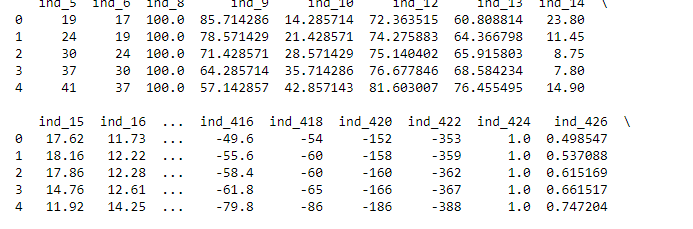 ind_5 ind_6 ind_8 ind_9 ind_10 ind_12 ind_13 ind_14 \
0 19 17 100.0 85.714286 14.285714 72.363515 60.808814 23.80
1 24 19 100.0 78.571429 21.428571 74.275883 64.366798 11.45
2 30 24 100.0 71.428571 28.571429 75.140402 65.915803 8.75
3 37 30 100.0 64.285714 35.714286 76.677846 68.584234 7.80
4 41 37 100.0 57.142857 42.857143 81.603007 76.455495 14.90
ind_15 ind_16 ... ind_416 ind_418 ind_420 ind_422 ind_424 ind_426 \
0 17.62 11.73 ... -49.6 -54 -152 -353 1.0 0.498547
1 18.16 12.22 ... -55.6 -60 -158 -359 1.0 0.537088
2 17.86 12.28 ... -58.4 -60 -160 -362 1.0 0.615169
3 14.76 12.61 ... -61.8 -65 -166 -367 1.0 0.661517
4 11.92 14.25 ... -79.8 -86 -186 -388 1.0 0.747204